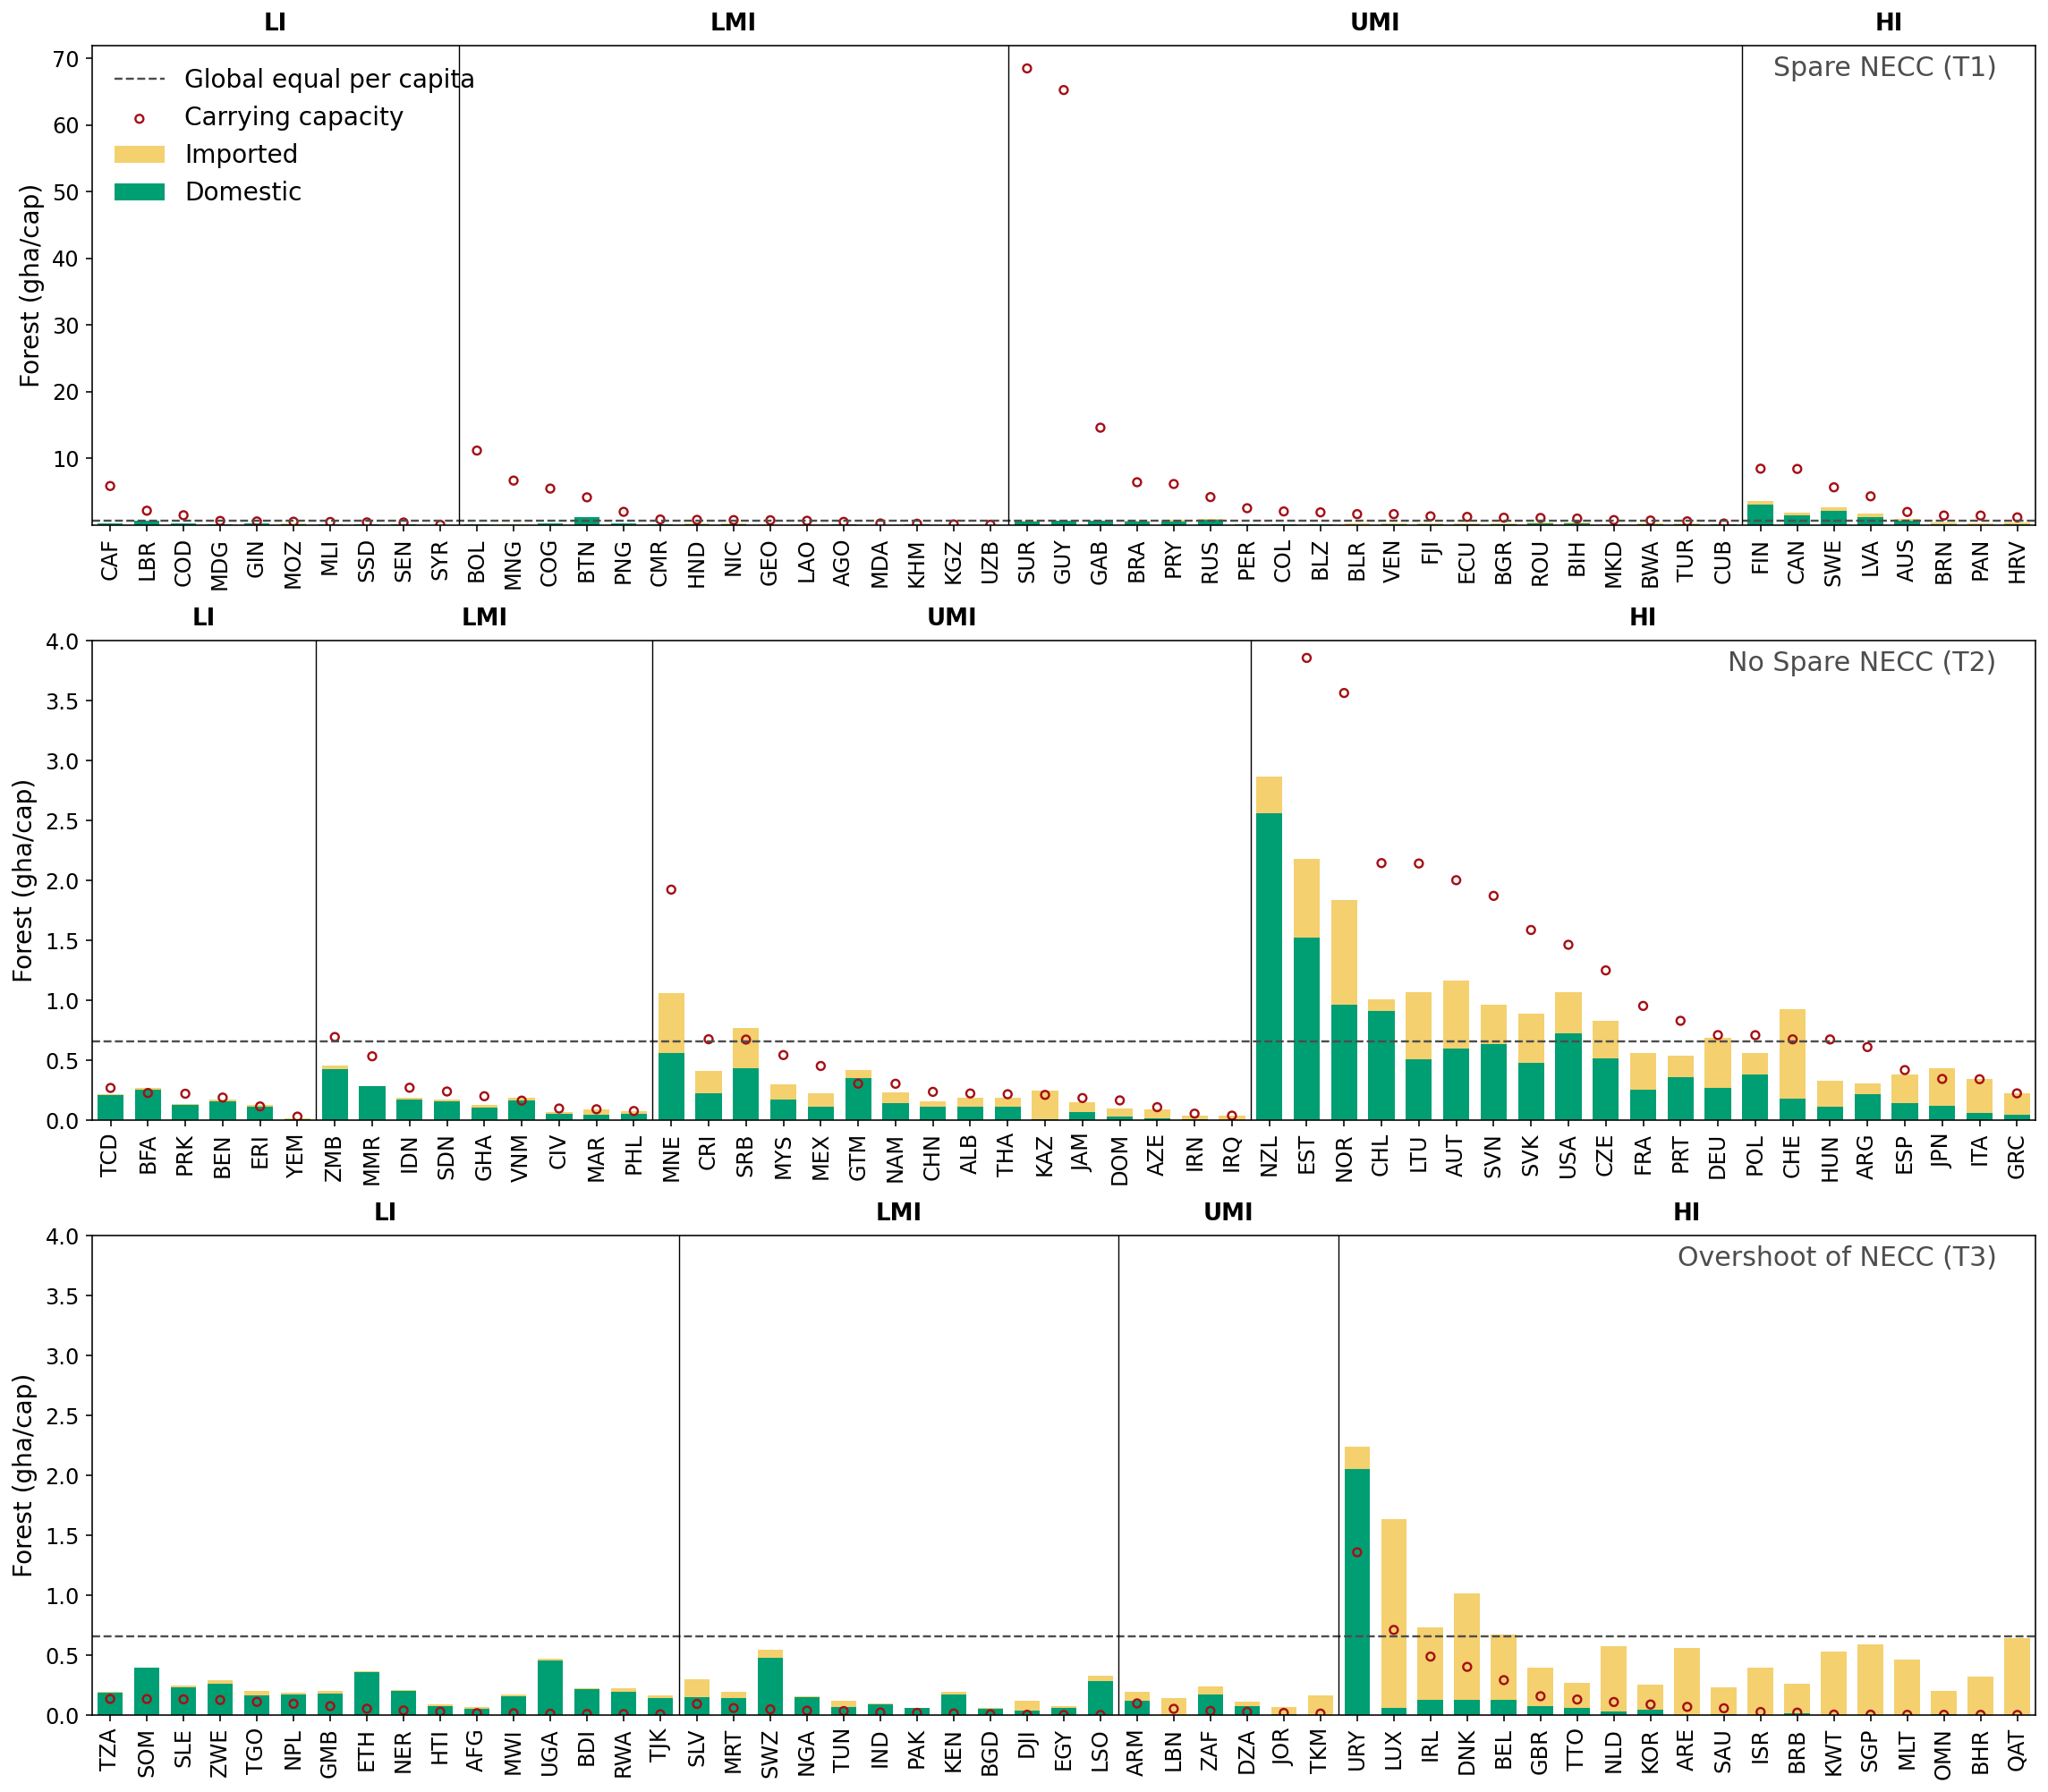 LI LMI UMI HI
Spare NECC (T1)
Global equal per capita
Carrying capacity
Imported
Domestic
Forest (gha/cap)
70
60
50
40
30
20
10
CAF LBR COD MDG GIN MOZ MLI SSD SEN SYR BOL MNG COG BTN PNG CMR HND NIC GEO LAO AGO MDA KHM KGZ UZB SUR GUY GAB BRA PRY RUS PER COL BLZ BLR VEN FJI ECU BGR ROU BIH MKD BWA TUR CUB FIN CAN SWE LVA AUS BRN PAN HRV
LI LMI UMI HI
No Spare NECC (T2)
Forest (gha/cap)
4.0
3.5
3.0
2.5
2.0
1.5
1.0
0.5
0.0
TCD BFA PRK BEN ERI YEM ZMB MMR IDN SDN GHA VNM CIV MAR PHL MNE CRI SRB MYS MEX GTM NAM CHN ALB THA KAZ JAM DOM AZE IRN IRQ NZL EST NOR CHL LTU AUT SVN SVK USA CZE FRA PRT DEU POL CHE HUN ARG ESP JPN ITA GRC
LI LMI UMI HI
Overshoot of NECC (T3)
Forest (gha/cap)
4.0
3.5
3.0
2.5
2.0
1.5
1.0
0.5
0.0
TZA SOM SLE ZWE TGO NPL GMB ETH NER HTI AFG MWI UGA BDI RWA TJK SLV MRT SWZ NGA TUN IND PAK KEN BGD DJI EGY LSO ARM LBN ZAF DZA JOR TKM URY LUX IRL DNK BEL GBR TTO NLD KOR ARE SAU ISR BRB KWT SGP MLT OMN BHR QAT